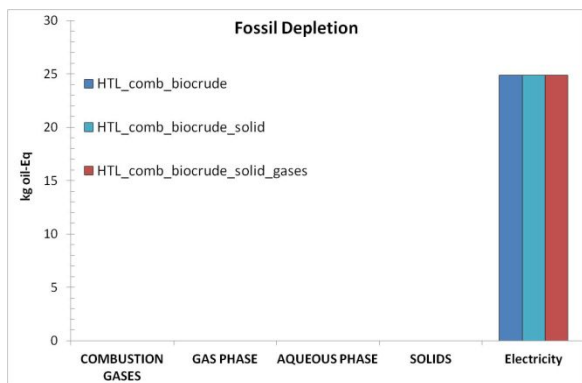 Fossil Depletion
30
25
20
15
10
5
0
kg oil-Eq
HTL_comb_biocrude
HTL_comb_biocrude_solid
HTL_comb_biocrude_solid_gases
COMBUSTION GASES
GAS PHASE
AQUEOUS PHASE
SOLIDS
Electricity